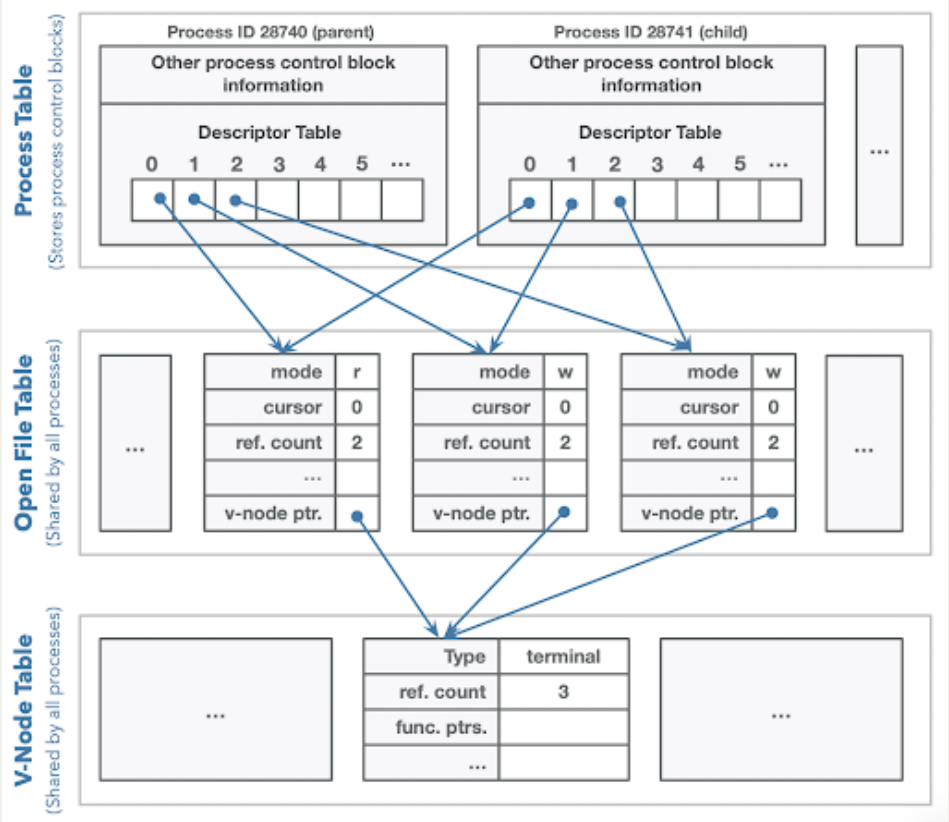 Process Table
(Stores process control blocks)
Process ID 28740 (parent)
Other process control block
information
Descriptor Table
0 1 2 3 4 5 ...
Process ID 28741 (child)
Other process control block
information
Descriptor Table
0 1 2 3 4 5 ...
...
Open File Table
(Shared by all processes)
...
mode r
cursor 0
ref. count 2
...
v-node ptr.
mode w
cursor 0
ref. count 2
...
v-node ptr.
mode w
cursor 0
ref. count 2
...
v-node ptr.
...
V-Node Table
(Shared by all processes)
...
Type terminal
ref. count 3
func. ptrs.
...
...